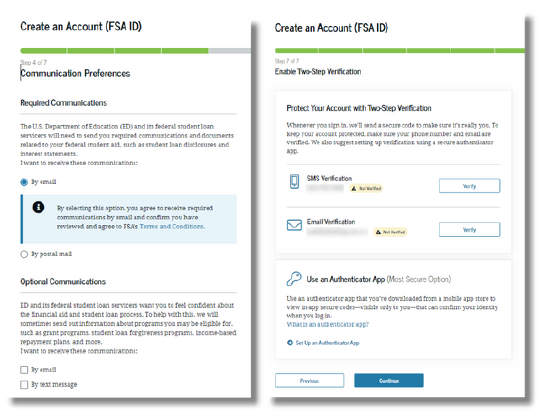 Create an Account (FSA ID)
Step 4 of 7
Communication Preferences
Required Communications
The U.S. Department of Education (ED) and its federal student loan
servicers will need to send you required communications and documents
related to your federal student aid, such as student loan disclosures and
interest statements.
I want to receive these communications:
By email
By selecting this option, you agree to receive required
communications by email and confirm you have
reviewed and agree to FSA's Terms and Conditions.
By postal mail
Optional Communications
ED and its federal student loan servicers want you to feel confident about
the financial aid and student loan process. To help with this, we will
sometimes send out information about programs you may be eligible for,
such as grant programs, student loan forgiveness programs, income-based
repayment plans, and more.
I want to receive these communications:
By email
By text message
Create an Account (FSA ID)
Step 7 of 7
Enable Two-Step Verification
Protect Your Account with Two-Step Verification
Whenever you sign in, we'll send a secure code to make sure it's really you. To
keep your account protected, make sure your phone number and email are
verified. We also suggest setting up verification using a secure authenticator
app.
SMS Verification
Not Verified
Verify
Email Verification
Not Verified
Verify
Use an Authenticator App (Most Secure Option)
Use an authenticator app that you've downloaded from a mobile app store to
view in-app secure codes—visible only to you—that can confirm your identity
when you log in.
What is an authenticator app?
Set Up an Authenticator App
Previous
Continue